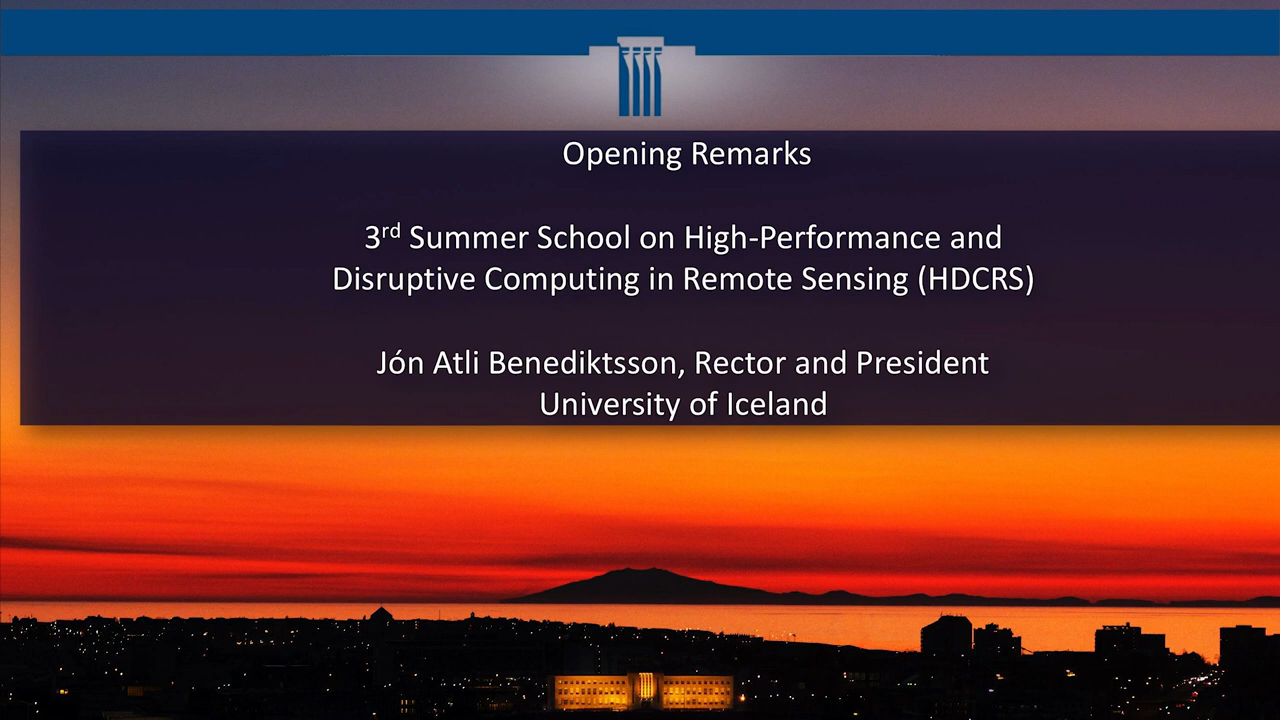 Opening Remarks
3rd Summer School on High-Performance and
Disruptive Computing in Remote Sensing (HDCRS)
Jón Atli Benediktsson, Rector and President
University of Iceland